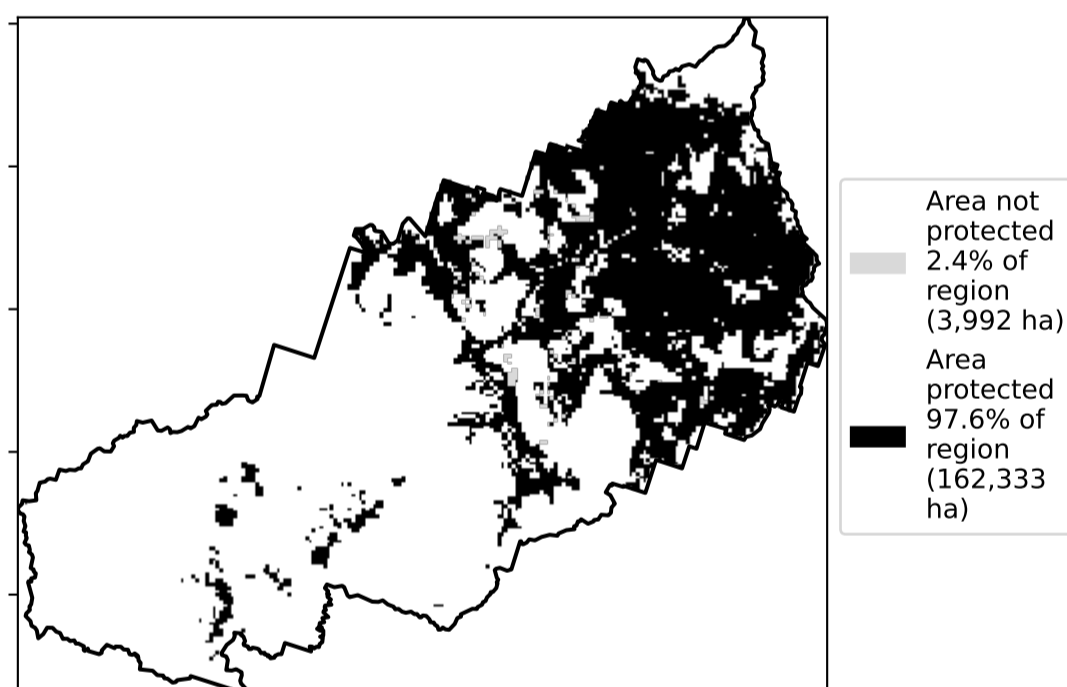 Area not
protected
2.4% of
region
(3,992 ha)
Area
protected
97.6% of
region
(162,333
ha)